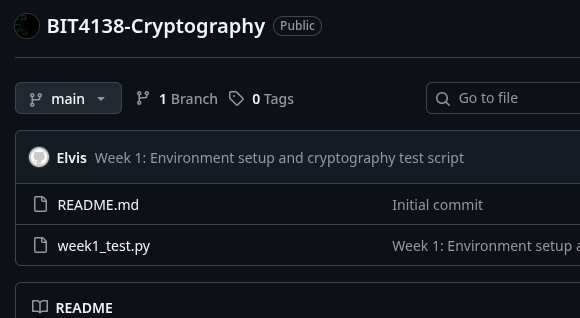 BIT4138-Cryptography Public
main 1 Branch 0 Tags Go to file
Elvis Week 1: Environment setup and cryptography test script
README.md Initial commit
week1_test.py Week 1: Environment setup a
README